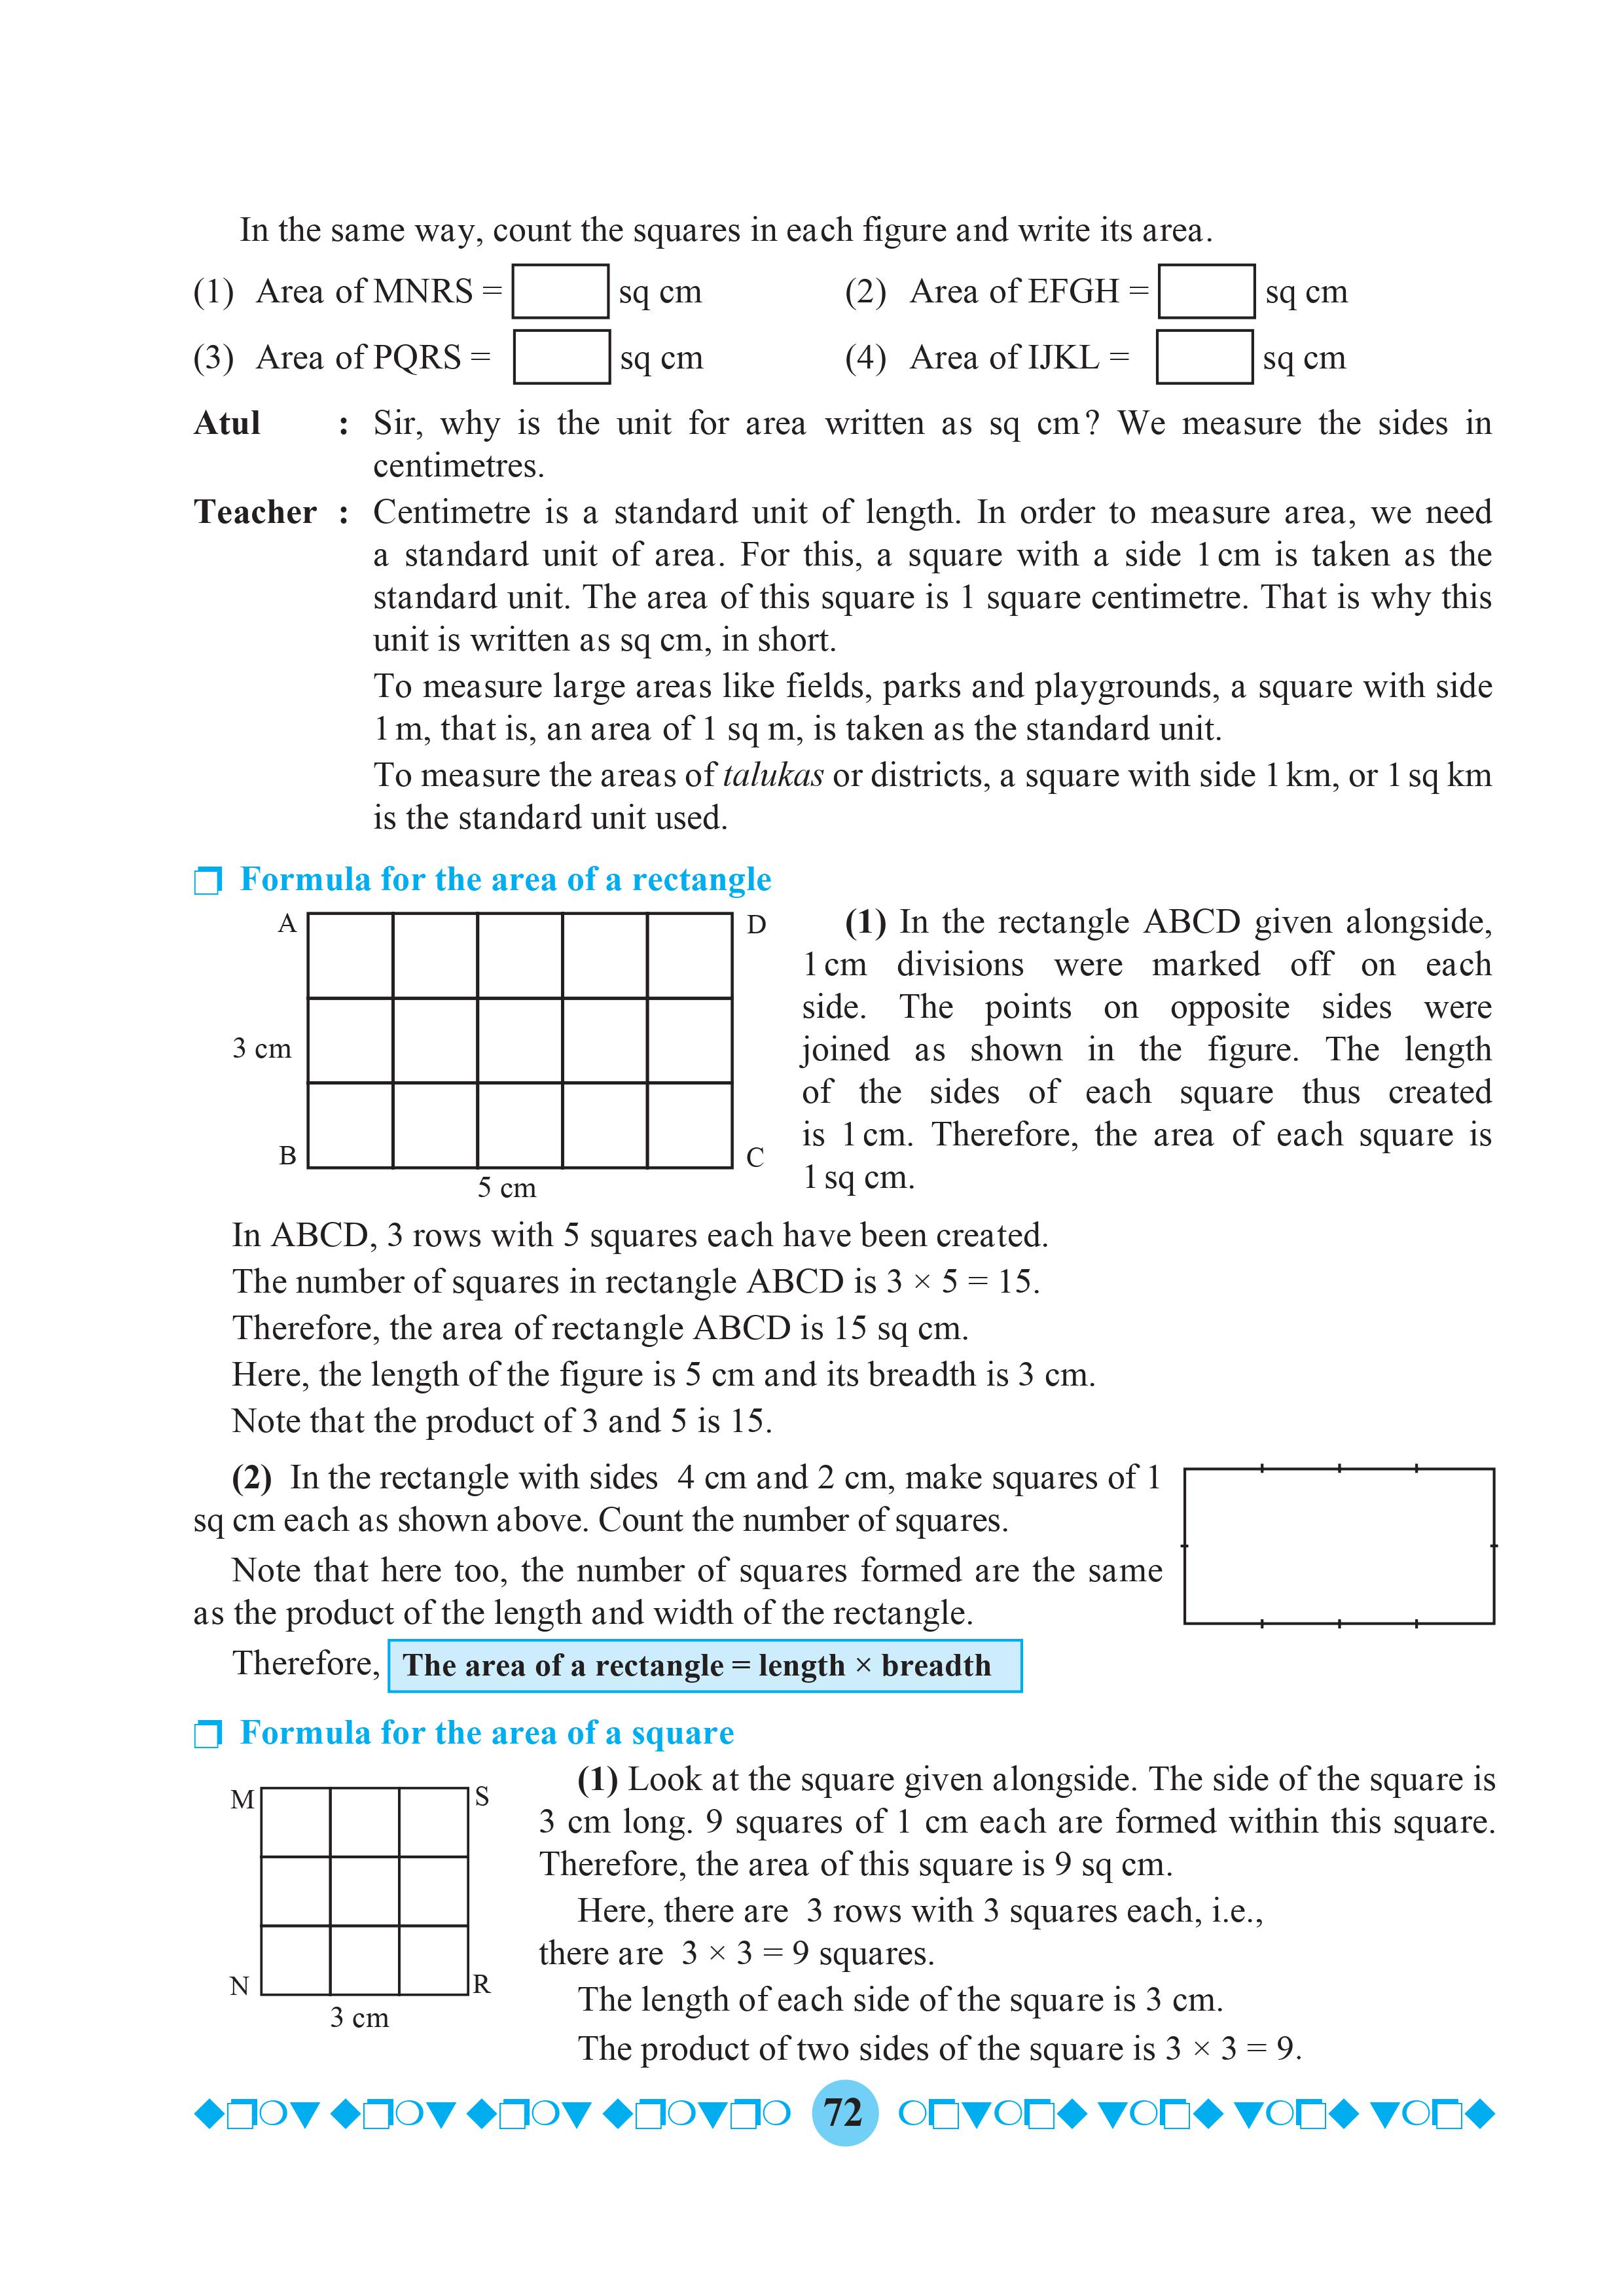 In the same way, count the squares in each figure and write its area.
(1) Area of MNRS = sq cm
(2) Area of EFGH = sq cm
(3) Area of PQRS = sq cm
(4) Area of IJKL = sq cm
Atul : Sir, why is the unit for area written as sq cm? We measure the sides in
centimetres.
Teacher : Centimetre is a standard unit of length. In order to measure area, we need
a standard unit of area. For this, a square with a side 1 cm is taken as the
standard unit. The area of this square is 1 square centimetre. That is why this
unit is written as sq cm, in short.
To measure large areas like fields, parks and playgrounds, a square with side
1 m, that is, an area of 1 sq m, is taken as the standard unit.
To measure the areas of talukas or districts, a square with side 1 km, or 1 sq km
is the standard unit used.
Formula for the area of a rectangle
A
D
3 cm
B
C
5 cm
(1) In the rectangle ABCD given alongside,
1 cm divisions were marked off on each
side. The points on opposite sides were
joined as shown in the figure. The length
of the sides of each square thus created
is 1 cm. Therefore, the area of each square is
1 sq cm.
In ABCD, 3 rows with 5 squares each have been created.
The number of squares in rectangle ABCD is 3 × 5 = 15.
Therefore, the area of rectangle ABCD is 15 sq cm.
Here, the length of the figure is 5 cm and its breadth is 3 cm.
Note that the product of 3 and 5 is 15.
(2) In the rectangle with sides 4 cm and 2 cm, make squares of 1
sq cm each as shown above. Count the number of squares.
Note that here too, the number of squares formed are the same
as the product of the length and width of the rectangle.
Therefore, The area of a rectangle = length × breadth
Formula for the area of a square
M
S
N
R
3 cm
(1) Look at the square given alongside. The side of the square is
3 cm long. 9 squares of 1 cm each are formed within this square.
Therefore, the area of this square is 9 sq cm.
Here, there are 3 rows with 3 squares each, i.e.,
there are 3 × 3 = 9 squares.
The length of each side of the square is 3 cm.
The product of two sides of the square is 3 × 3 = 9.
72